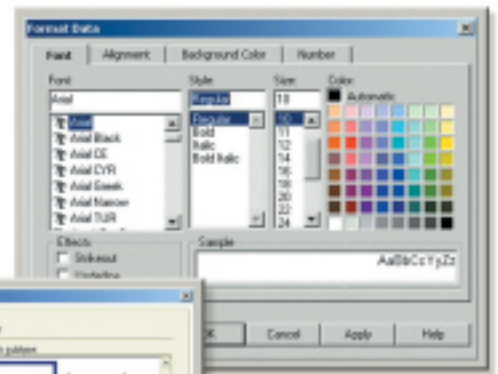 Format Data
Font Alignment Background Color Number
Font: Style: Size: Color:
Arial Regular 10 Automatic
Arial Regular 10
Arial Black Bold 11
Arial CE Italic 12
Arial CYR Bold Italic 14
Arial Greek 16
Arial Narrow 18
Arial TUR 20
22
24
Effects Sample
Strikeout AaBbCcYyZz
Underline
OK Cancel Apply Help